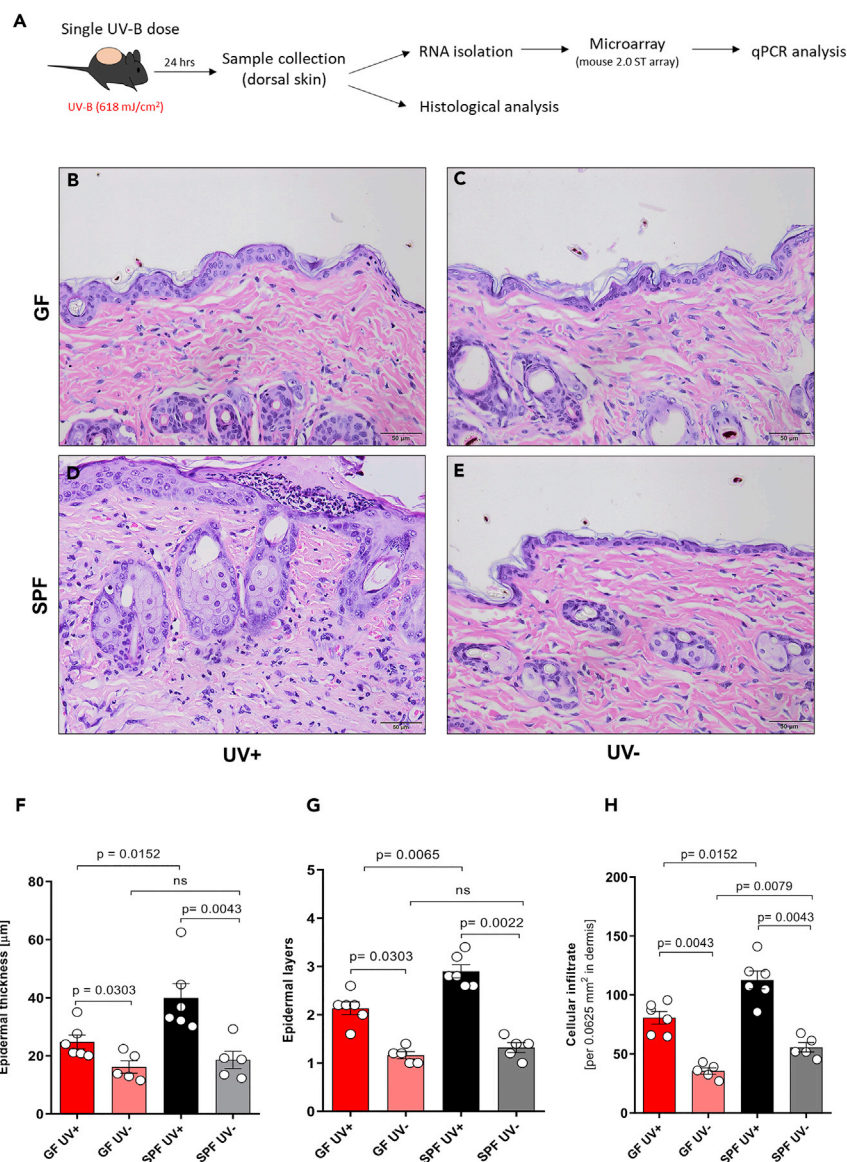 A
Single UV-B dose
24 hrs
UV-B (618 mJ/cm²)
Sample collection
(dorsal skin)
RNA isolation
Microarray
(mouse 2.0 ST array)
qPCR analysis
Histological analysis
B
C
GF
50 µm
50 µm
D
E
SPF
50 µm
50 µm
UV+
UV-
F
G
H
p = 0.0152
ns
p= 0.0043
p = 0.0303
Epidermal thickness [µm]
80
60
40
20
0
GF UV+
GF UV-
SPF UV+
SPF UV-
p= 0.0065
ns
p= 0.0022
p= 0.0303
Epidermal layers
5
4
3
2
1
0
GF UV+
GF UV-
SPF UV+
SPF UV-
p= 0.0152
p= 0.0079
p= 0.0043
p= 0.0043
Cellular infiltrate
[per 0.0625 mm² in dermis]
200
150
100
50
0
GF UV+
GF UV-
SPF UV+
SPF UV-